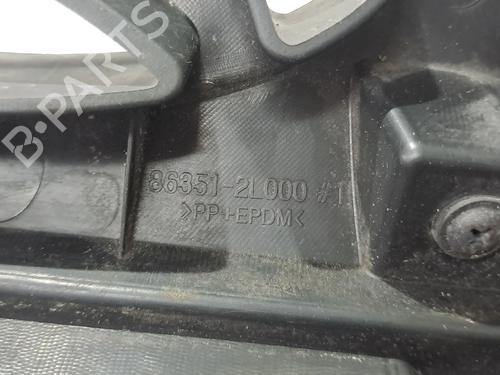 B-PARTS
86351-2L000 #1
>PP+EPDM<